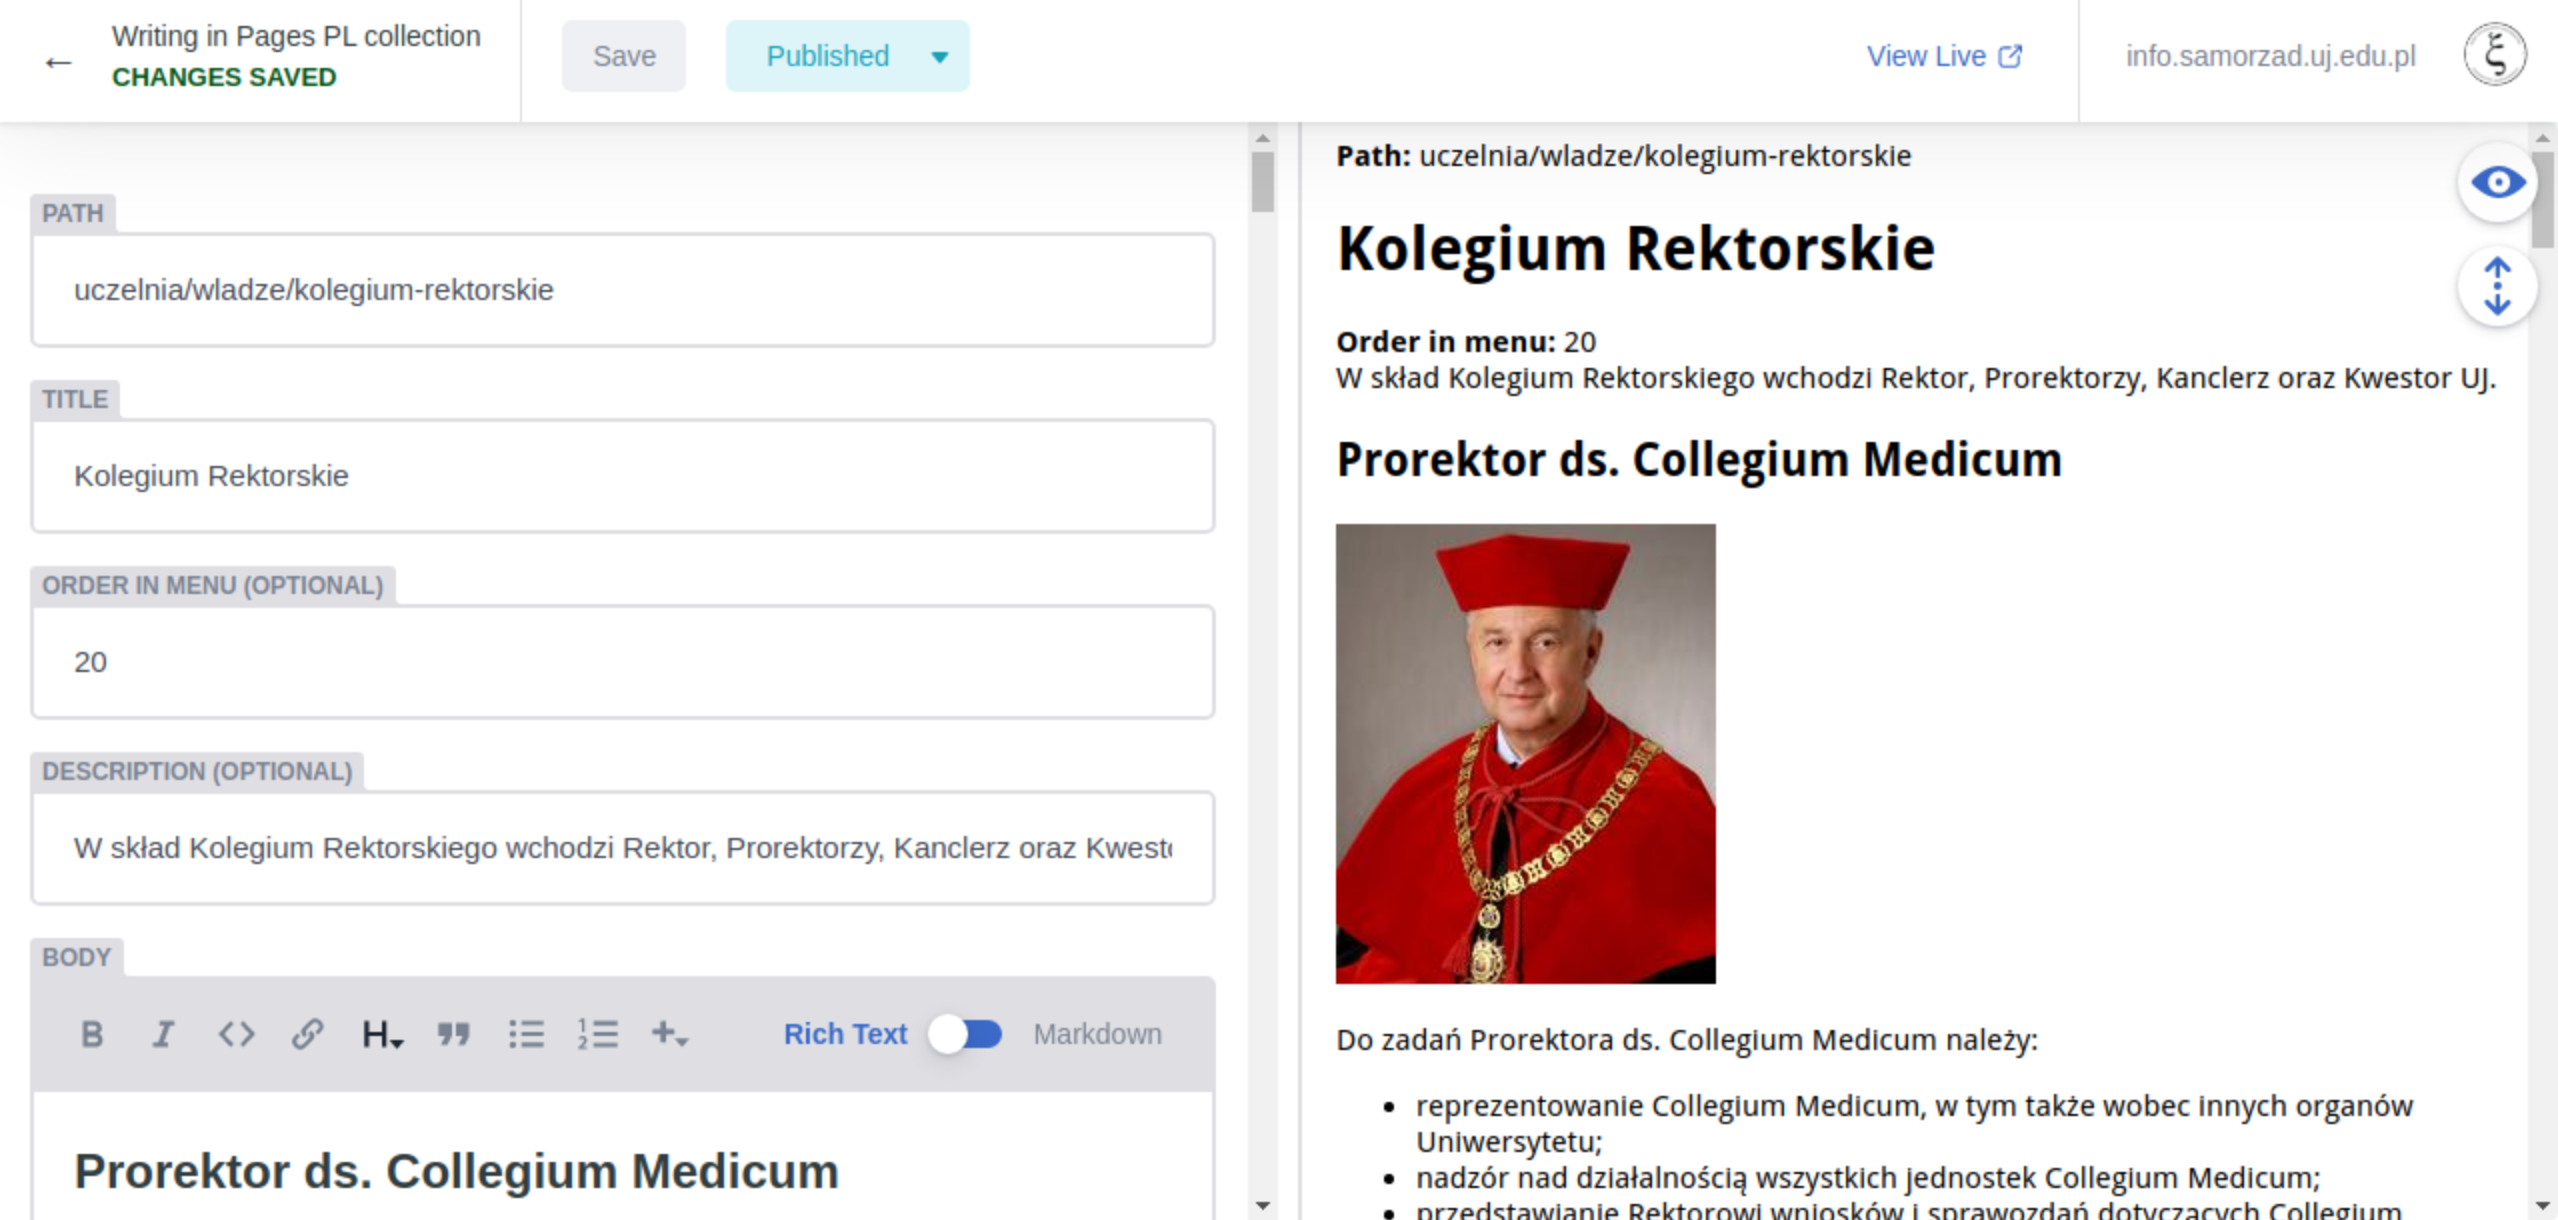 Writing in Pages PL collection
CHANGES SAVED
Save
Published
View Live
info.samorzad.uj.edu.pl
ξ
PATH
uczelnia/wladze/kolegium-rektorskie
TITLE
Kolegium Rektorskie
ORDER IN MENU (OPTIONAL)
20
DESCRIPTION (OPTIONAL)
W skład Kolegium Rektorskiego wchodzi Rektor, Prorektorzy, Kanclerz oraz Kwesto
BODY
B I <> H Rich Text Markdown
Prorektor ds. Collegium Medicum
Path: uczelnia/wladze/kolegium-rektorskie
Kolegium Rektorskie
Order in menu: 20
W skład Kolegium Rektorskiego wchodzi Rektor, Prorektorzy, Kanclerz oraz Kwestor UJ.
Prorektor ds. Collegium Medicum
Do zadań Prorektora ds. Collegium Medicum należy:
• reprezentowanie Collegium Medicum, w tym także wobec innych organów
Uniwersytetu;
• nadzór nad działalnością wszystkich jednostek Collegium Medicum;
• przedstawianie Rektorowi wniosków i sprawozdań dotyczących Collegium